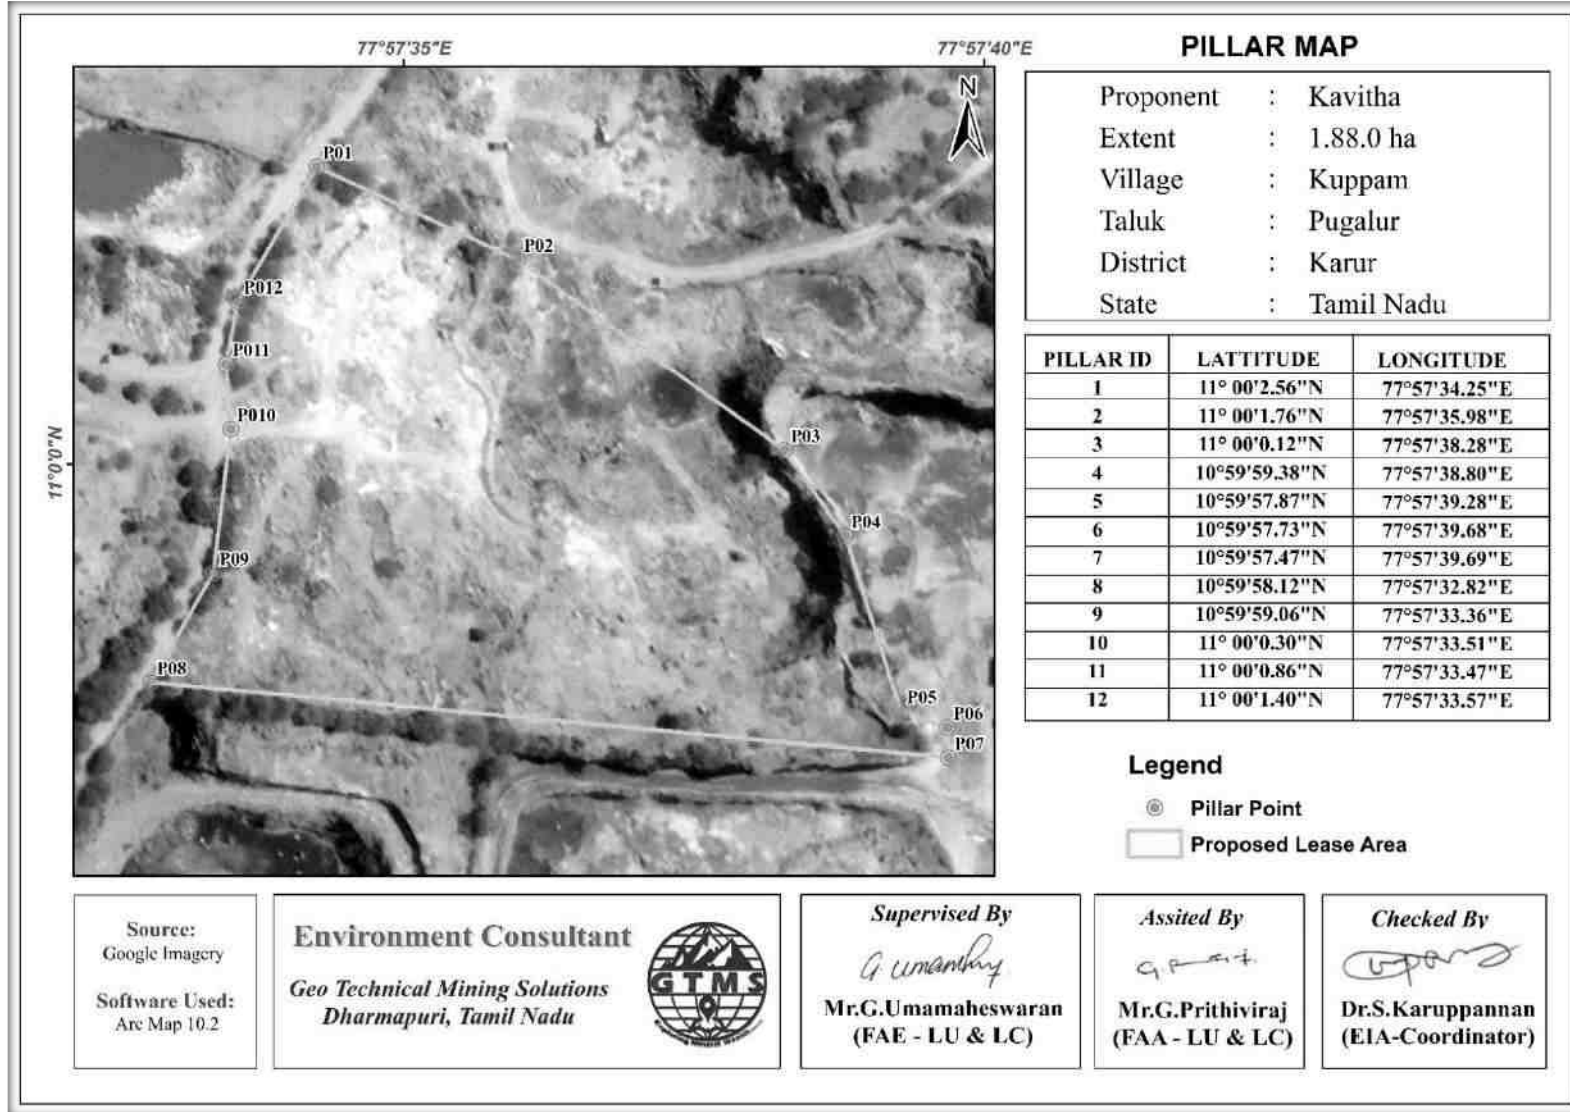 PILLAR MAP
77°57'35"E
77°57'40"E
11°0'0"N
N
P01
P02
P012
P011
P010
P03
P04
P09
P08
P05
P06
P07
Proponent : Kavitha
Extent : 1.88.0 ha
Village : Kuppam
Taluk : Pugalur
District : Karur
State : Tamil Nadu
PILLAR ID LATTITUDE LONGITUDE
1 11° 00'2.56"N 77°57'34.25"E
2 11° 00'1.76"N 77°57'35.98"E
3 11° 00'0.12"N 77°57'38.28"E
4 10°59'59.38"N 77°57'38.80"E
5 10°59'57.87"N 77°57'39.28"E
6 10°59'57.73"N 77°57'39.68"E
7 10°59'57.47"N 77°57'39.69"E
8 10°59'58.12"N 77°57'32.82"E
9 10°59'59.06"N 77°57'33.36"E
10 11° 00'0.30"N 77°57'33.51"E
11 11° 00'0.86"N 77°57'33.47"E
12 11° 00'1.40"N 77°57'33.57"E
Legend
Pillar Point
Proposed Lease Area
Source:
Google Imagery
Software Used:
Arc Map 10.2
Environment Consultant
Geo Technical Mining Solutions
Dharmapuri, Tamil Nadu
GTMS
Supervised By
Mr.G.Umamaheswaran
(FAE - LU & LC)
Assited By
Mr.G.Prithiviraj
(FAA - LU & LC)
Checked By
Dr.S.Karuppannan
(EIA-Coordinator)